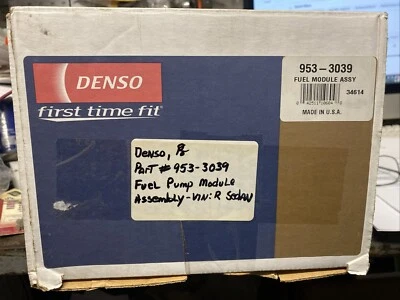 DENSO
first time fit®
953-3039
FUEL MODULE ASSY
34614
MADE IN U.S.A.
Denso,
Part # 953-3039
Fuel Pump Module
Assembly - VIN: R Sedan